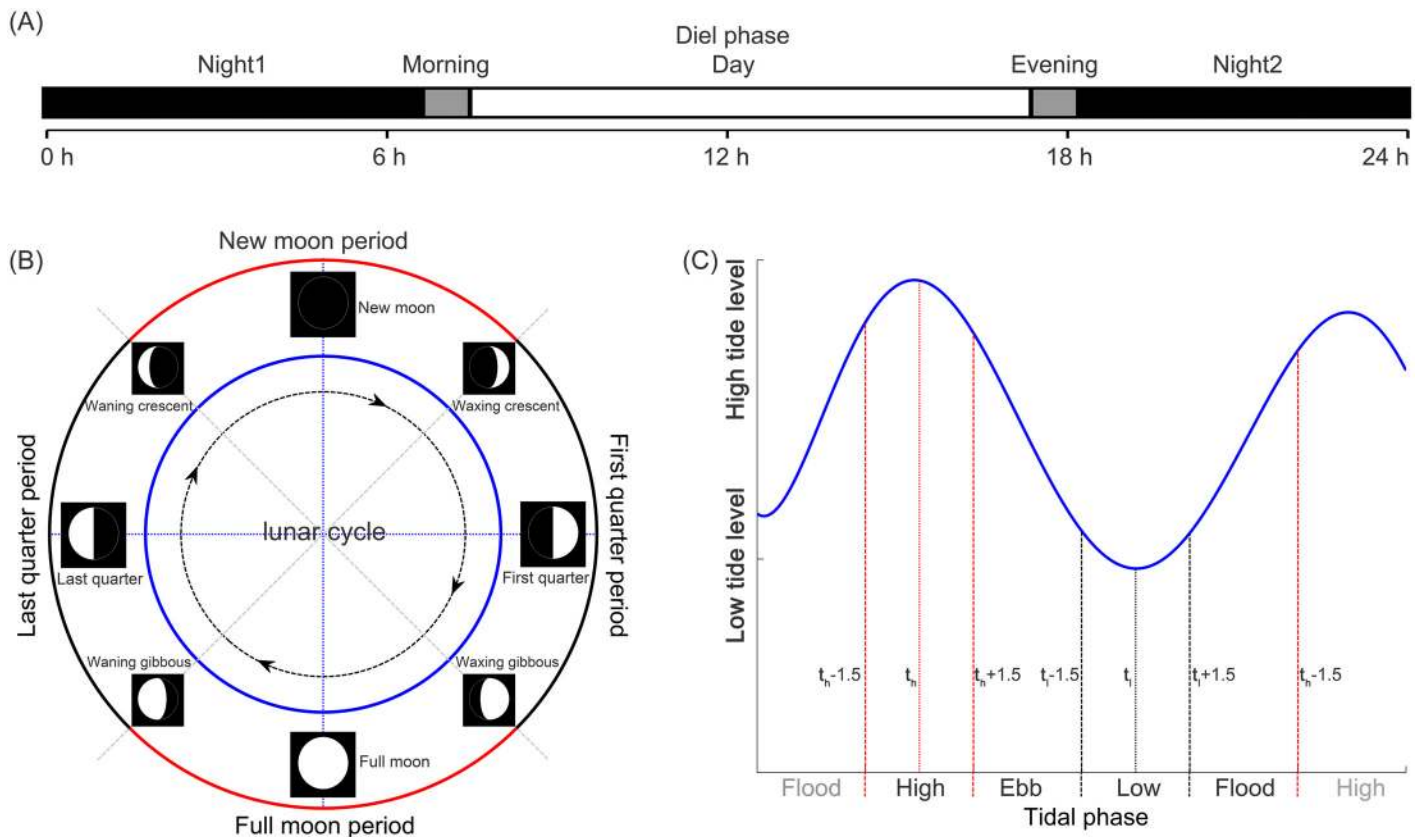 (A)
Diel phase
Night1 Morning Day Evening Night2
0 h 6 h 12 h 18 h 24 h
(B)
New moon period
New moon
Waning crescent
Waxing crescent
Last quarter period
First quarter period
lunar cycle
Last quarter
First quarter
Waning gibbous
Waxing gibbous
Full moon
Full moon period
(C)
High tide level
Low tide level
th-1.5 th th+1.5 tl-1.5 tl tl+1.5 th-1.5
Flood High Ebb Low Flood High
Tidal phase